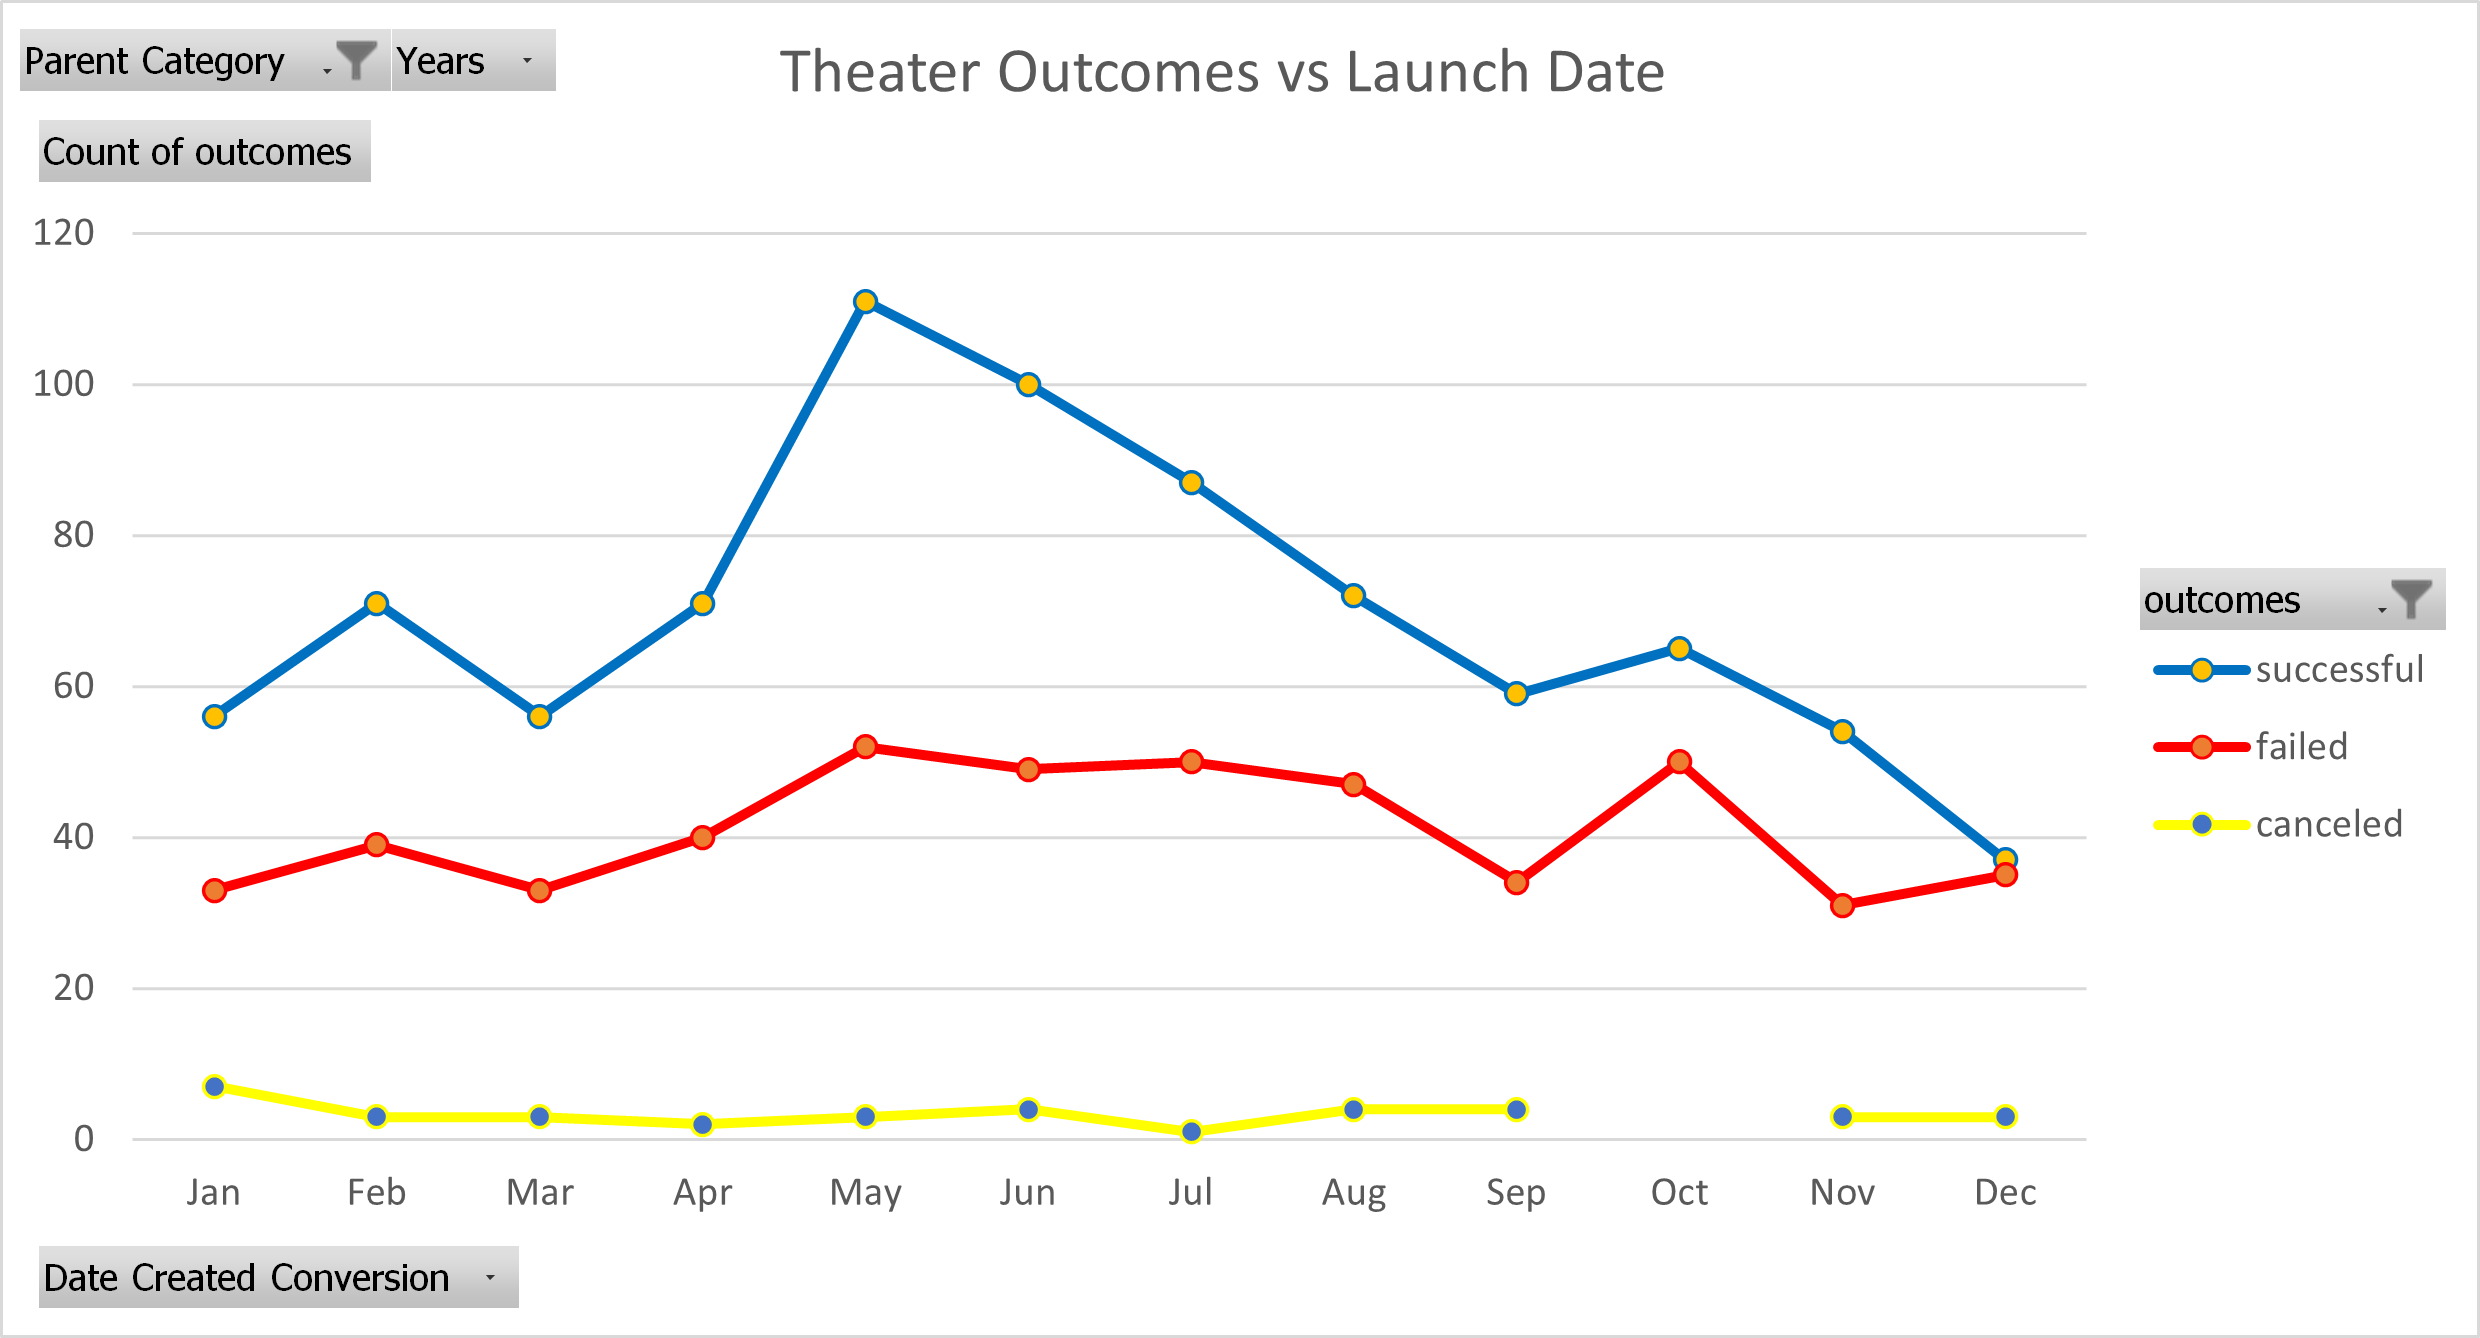 Parent Category Years
Theater Outcomes vs Launch Date
Count of outcomes
120
100
80
60
40
20
0
Jan Feb Mar Apr May Jun Jul Aug Sep Oct Nov Dec
outcomes
successful
failed
canceled
Date Created Conversion